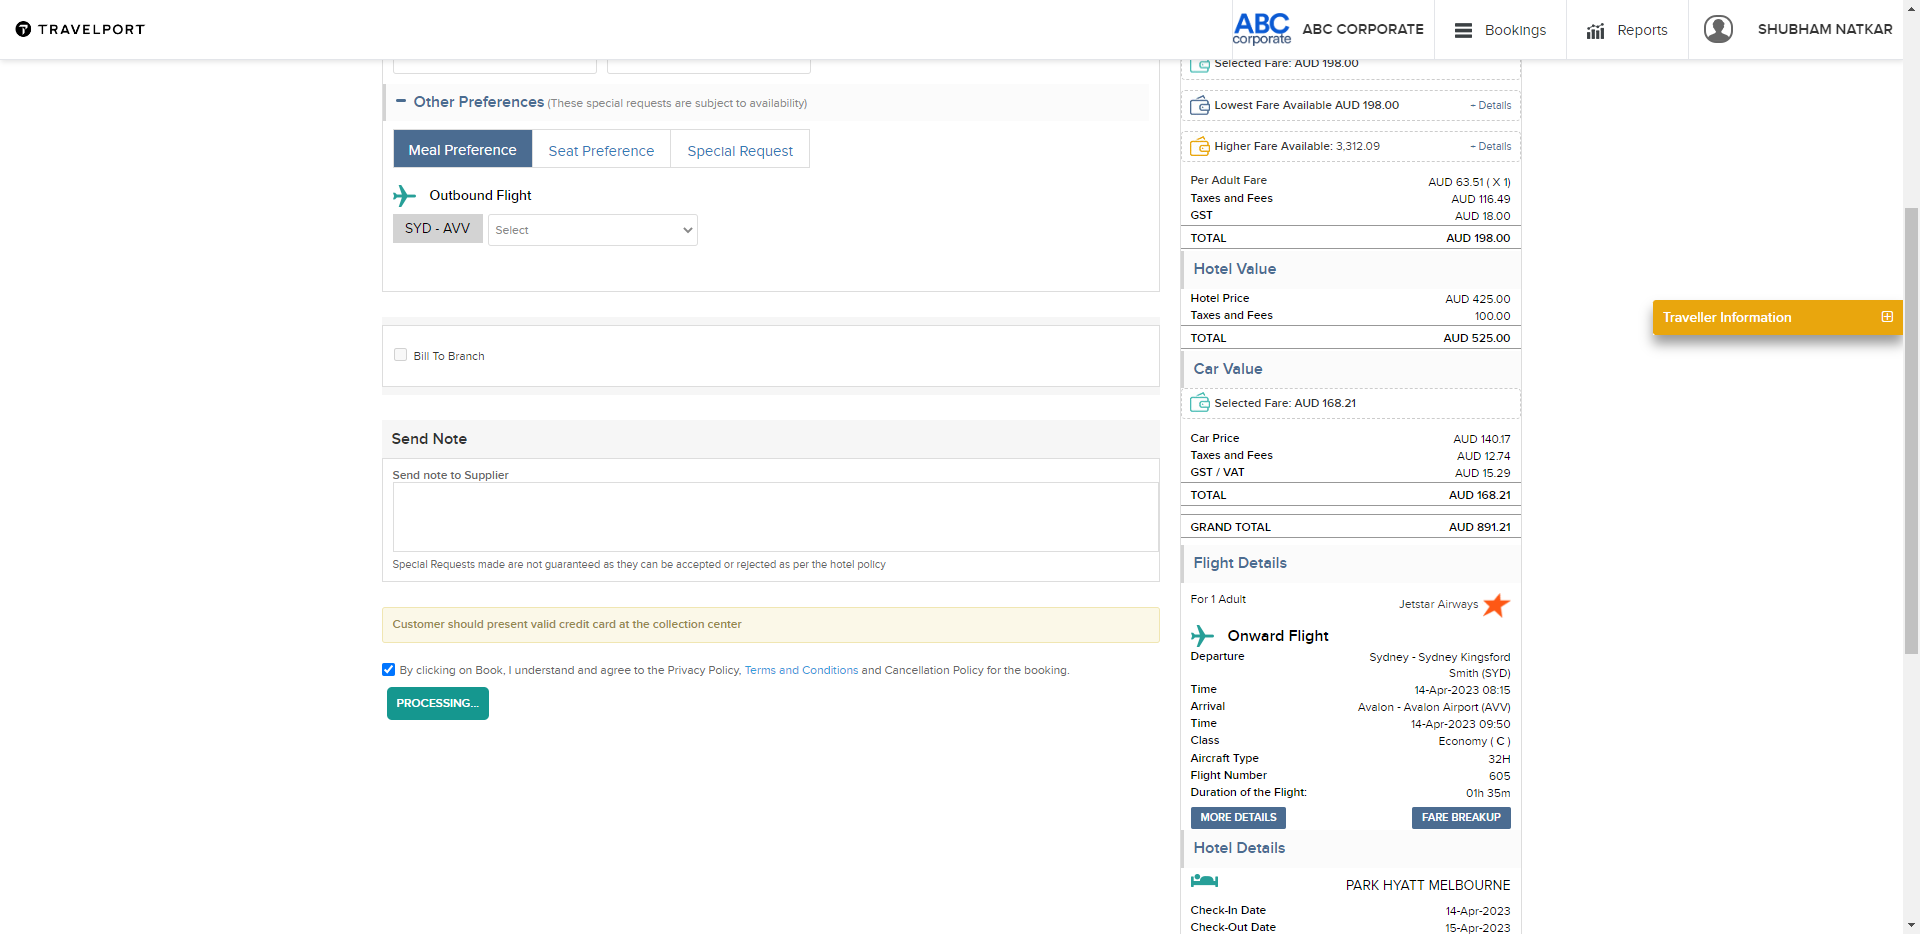 TRAVELPORT
ABC corporate
ABC CORPORATE
Bookings
Reports
SHUBHAM NATKAR
Other Preferences (These special requests are subject to availability)
Meal Preference
Seat Preference
Special Request
Outbound Flight
SYD - AVV
Select
Bill To Branch
Send Note
Send note to Supplier
Special Requests made are not guaranteed as they can be accepted or rejected as per the hotel policy
Customer should present valid credit card at the collection center
By clicking on Book, I understand and agree to the Privacy Policy, Terms and Conditions and Cancellation Policy for the booking.
PROCESSING...
Selected Fare: AUD 198.00
Lowest Fare Available AUD 198.00 + Details
Higher Fare Available: 3,312.09 + Details
Per Adult Fare AUD 63.51 ( X 1)
Taxes and Fees AUD 116.49
GST AUD 18.00
TOTAL AUD 198.00
Hotel Value
Hotel Price AUD 425.00
Taxes and Fees 100.00
TOTAL AUD 525.00
Car Value
Selected Fare: AUD 168.21
Car Price AUD 140.17
Taxes and Fees AUD 12.74
GST / VAT AUD 15.29
TOTAL AUD 168.21
GRAND TOTAL AUD 891.21
Flight Details
For 1 Adult Jetstar Airways
Onward Flight
Departure Sydney - Sydney Kingsford
Smith (SYD)
Time 14-Apr-2023 08:15
Arrival Avalon - Avalon Airport (AVV)
Time 14-Apr-2023 09:50
Class Economy ( C )
Aircraft Type 32H
Flight Number 605
Duration of the Flight: 01h 35m
MORE DETAILS FARE BREAKUP
Hotel Details
PARK HYATT MELBOURNE
Check-In Date 14-Apr-2023
Check-Out Date 15-Apr-2023
Traveller Information